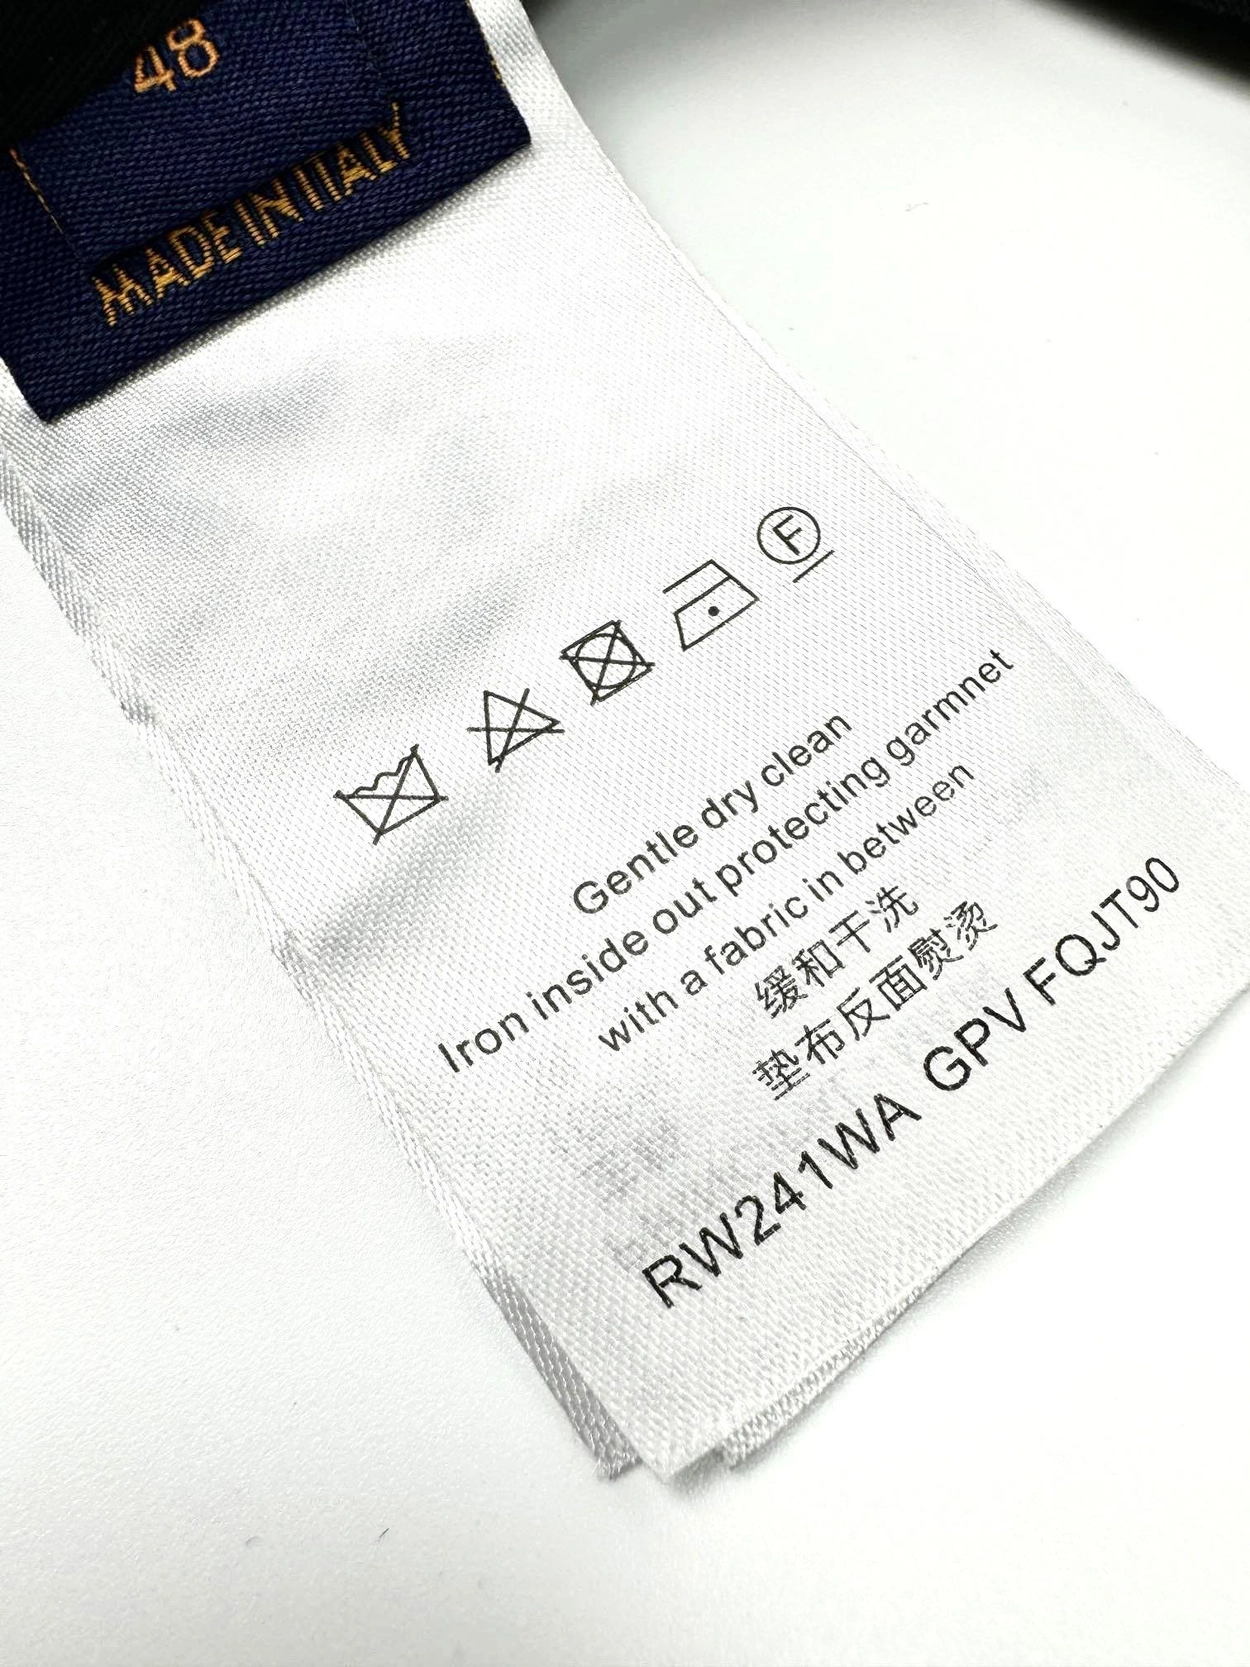 48
MADE IN ITALY
F
Gentle dry clean
Iron inside out protecting garmnet
with a fabric in between
缓和干洗
垫布反面熨烫
RW241WA GPV FQJT90